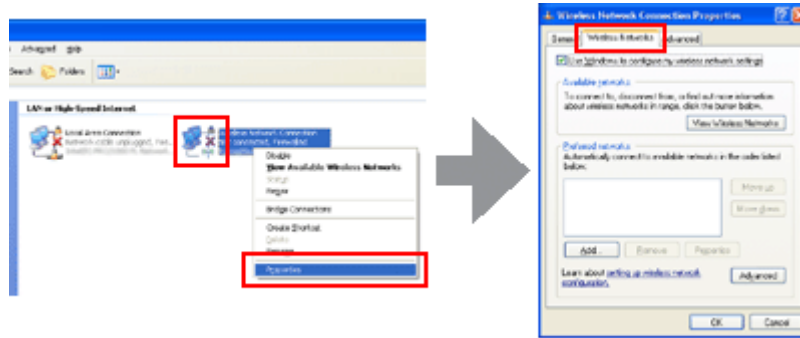 Advanced
Search Folders
LAN or High-Speed Internet
Local Area Connection
Network cable unplugged, Fire...
Wireless Network Connection
Disable
View Available Wireless Networks
Status
Repair
Bridge Connections
Create Shortcut
Delete
Rename
Properties
Wireless Network Connection Properties
General Wireless Networks Advanced
Use Windows to configure my wireless network settings
Available networks
To connect to, disconnect from, or find out more information
about wireless networks in range, click the button below.
View Wireless Networks
Preferred networks
Automatically connect to available networks in the order listed
below:
Move up
Move down
Add... Remove Properties
Learn about setting up wireless network
configuration.
Advanced
OK Cancel